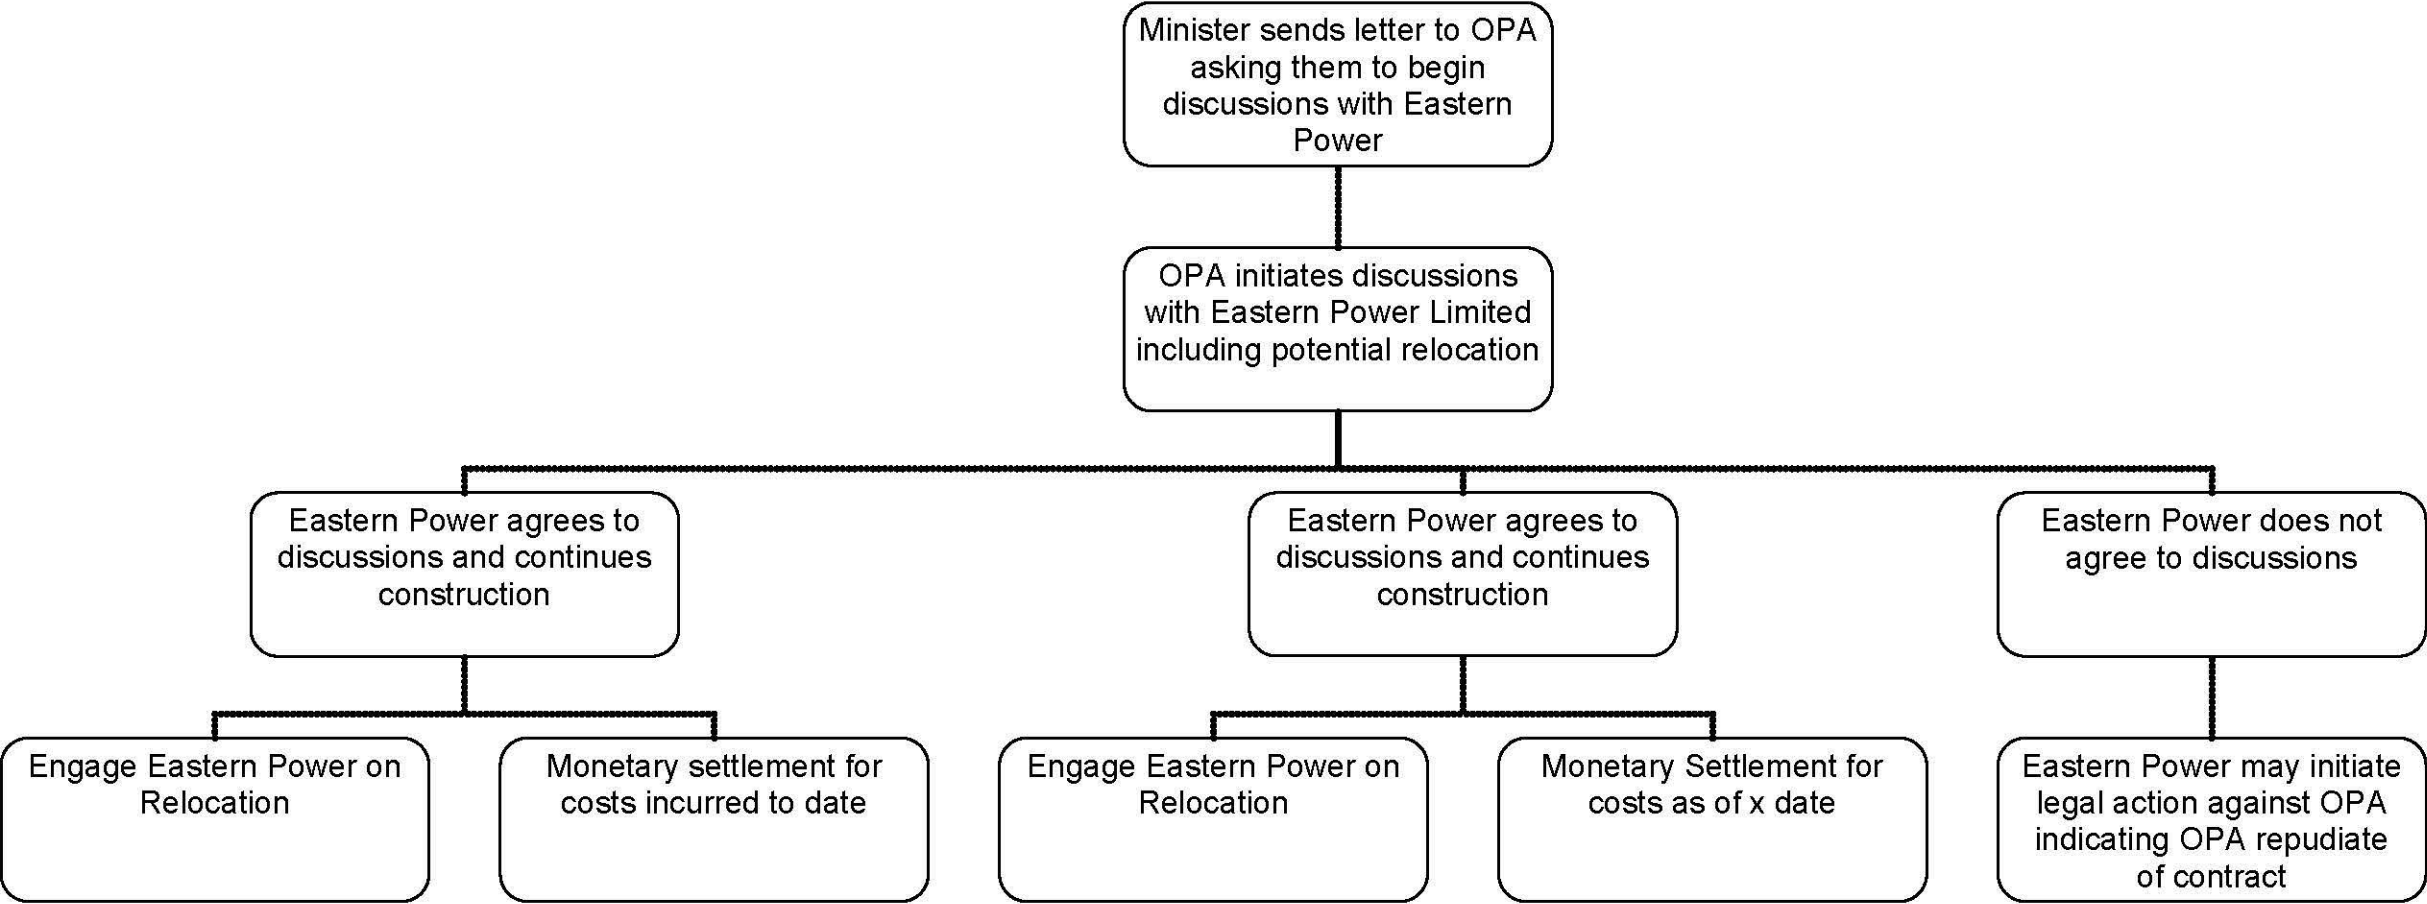 Minister sends letter to OPA
asking them to begin
discussions with Eastern
Power
OPA initiates discussions
with Eastern Power Limited
including potential relocation
Eastern Power agrees to
discussions and continues
construction
Eastern Power agrees to
discussions and continues
construction
Eastern Power does not
agree to discussions
Engage Eastern Power on
Relocation
Monetary settlement for
costs incurred to date
Engage Eastern Power on
Relocation
Monetary Settlement for
costs as of x date
Eastern Power may initiate
legal action against OPA
indicating OPA repudiate
of contract